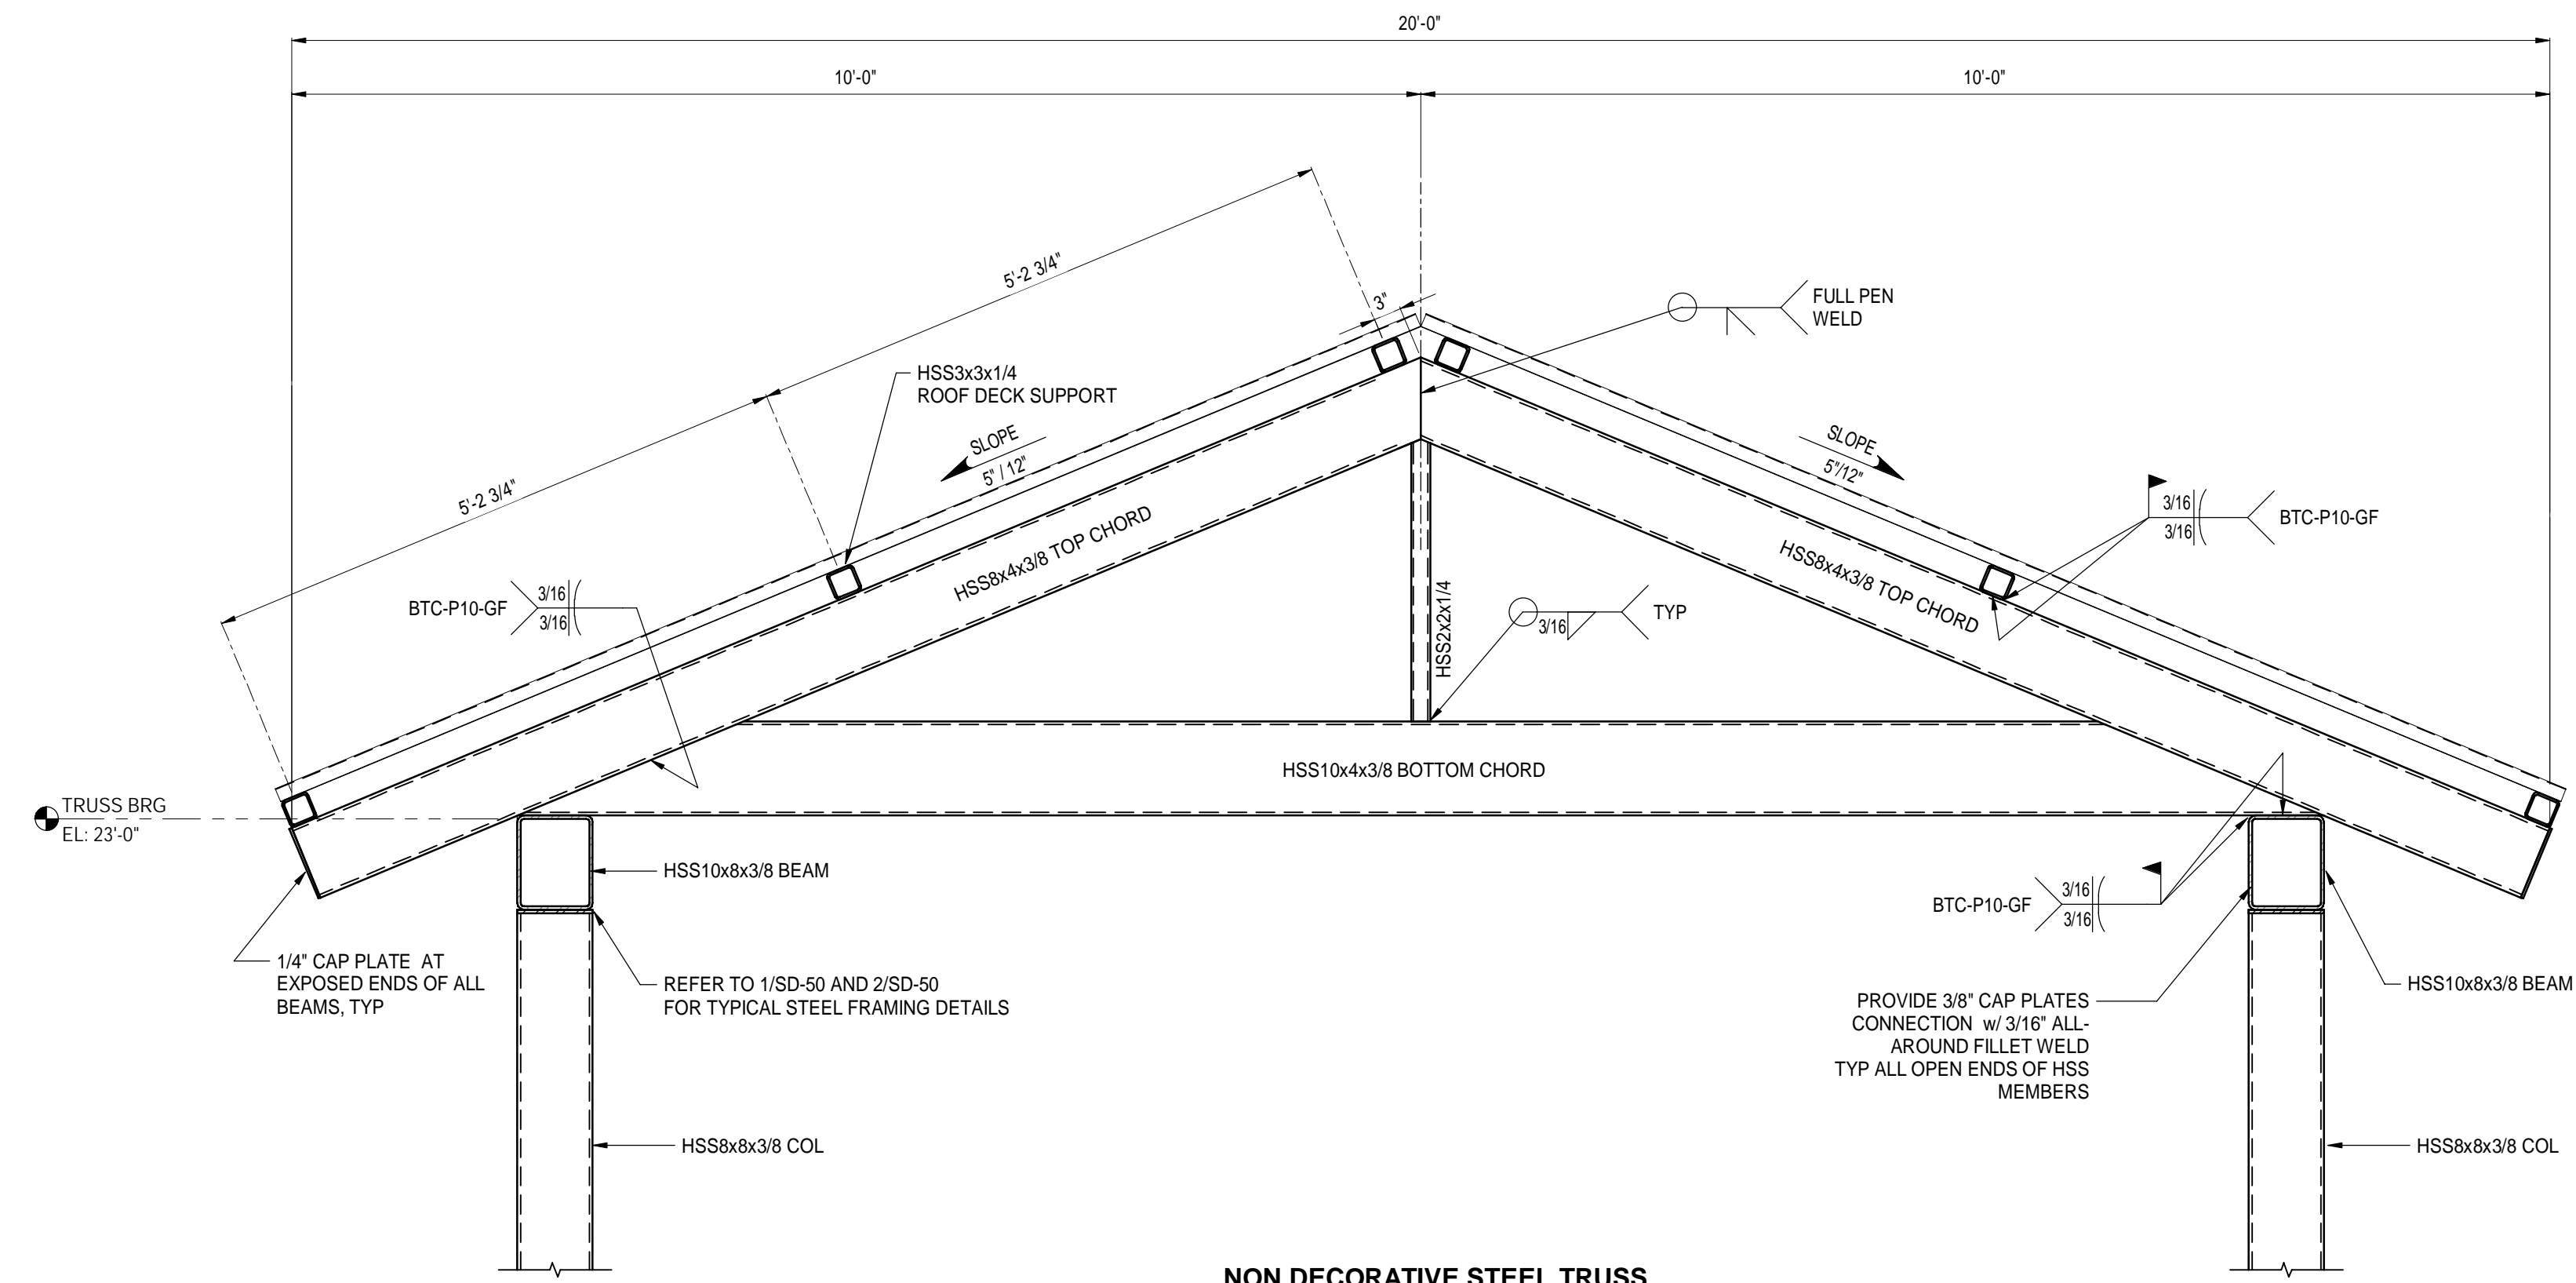 20'-0"
10'-0"
10'-0"
5'-2 3/4"
5'-2 3/4"
3"
FULL PEN
WELD
HSS3x3x1/4
ROOF DECK SUPPORT
SLOPE
5" / 12"
SLOPE
5"/12"
3/16
3/16
BTC-P10-GF
HSS8x4x3/8 TOP CHORD
HSS8x4x3/8 TOP CHORD
BTC-P10-GF
3/16
3/16
HSS2x2x1/4
3/16
TYP
HSS10x4x3/8 BOTTOM CHORD
TRUSS BRG
EL: 23'-0"
HSS10x8x3/8 BEAM
BTC-P10-GF
3/16
3/16
1/4" CAP PLATE AT
EXPOSED ENDS OF ALL
BEAMS, TYP
REFER TO 1/SD-50 AND 2/SD-50
FOR TYPICAL STEEL FRAMING DETAILS
HSS10x8x3/8 BEAM
PROVIDE 3/8" CAP PLATES
CONNECTION w/ 3/16" ALL-
AROUND FILLET WELD
TYP ALL OPEN ENDS OF HSS
MEMBERS
HSS8x8x3/8 COL
HSS8x8x3/8 COL
NON DECORATIVE STEEL TRUSS